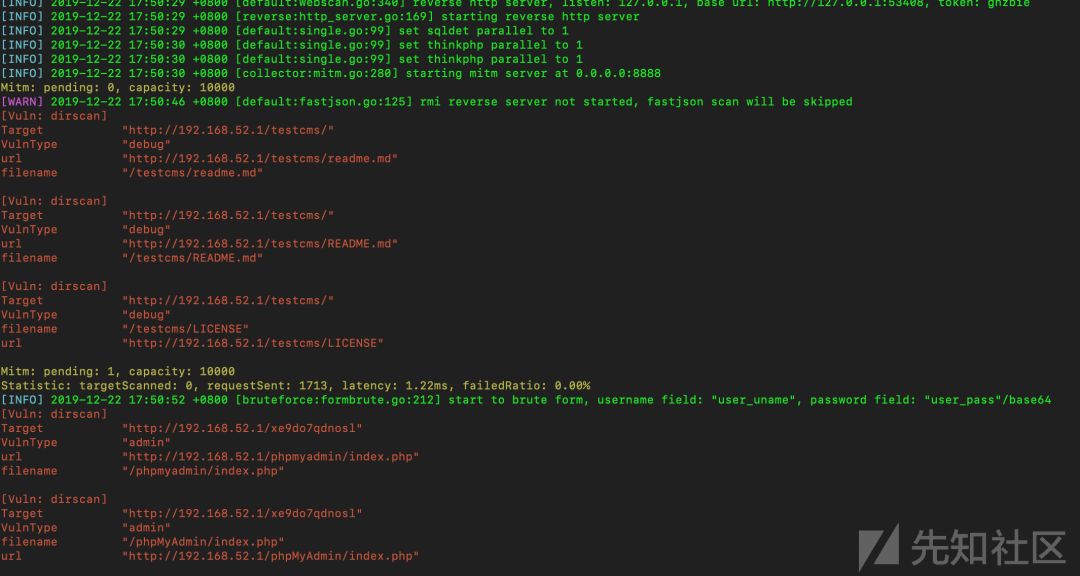 [INFO] 2019-12-22 17:50:29 +0800 [default:webscan.go:340] reverse http server, listen: 127.0.0.1, base url: http://127.0.0.1:53408, token: ghzbie
[INFO] 2019-12-22 17:50:29 +0800 [reverse:http_server.go:169] starting reverse http server
[INFO] 2019-12-22 17:50:29 +0800 [default:single.go:99] set sqldet parallel to 1
[INFO] 2019-12-22 17:50:30 +0800 [default:single.go:99] set thinkphp parallel to 1
[INFO] 2019-12-22 17:50:30 +0800 [default:single.go:99] set thinkphp parallel to 1
[INFO] 2019-12-22 17:50:30 +0800 [collector:mitm.go:280] starting mitm server at 0.0.0.0:8888
Mitm: pending: 0, capacity: 10000
[WARN] 2019-12-22 17:50:46 +0800 [default:fastjson.go:125] rmi reverse server not started, fastjson scan will be skipped
[Vuln: dirscan]
Target "http://192.168.52.1/testcms/"
VulnType "debug"
url "http://192.168.52.1/testcms/readme.md"
filename "/testcms/readme.md"
[Vuln: dirscan]
Target "http://192.168.52.1/testcms/"
VulnType "debug"
url "http://192.168.52.1/testcms/README.md"
filename "/testcms/README.md"
[Vuln: dirscan]
Target "http://192.168.52.1/testcms/"
VulnType "debug"
filename "/testcms/LICENSE"
url "http://192.168.52.1/testcms/LICENSE"
Mitm: pending: 1, capacity: 10000
Statistic: targetScanned: 0, requestSent: 1713, latency: 1.22ms, failedRatio: 0.00%
[INFO] 2019-12-22 17:50:52 +0800 [bruteforce:formbrute.go:212] start to brute form, username field: "user_uname", password field: "user_pass"/base64
[Vuln: dirscan]
Target "http://192.168.52.1/xe9do7qdnosl"
VulnType "admin"
url "http://192.168.52.1/phpmyadmin/index.php"
filename "/phpmyadmin/index.php"
[Vuln: dirscan]
Target "http://192.168.52.1/xe9do7qdnosl"
VulnType "admin"
filename "/phpMyAdmin/index.php"
url "http://192.168.52.1/phpMyAdmin/index.php"
先知社区